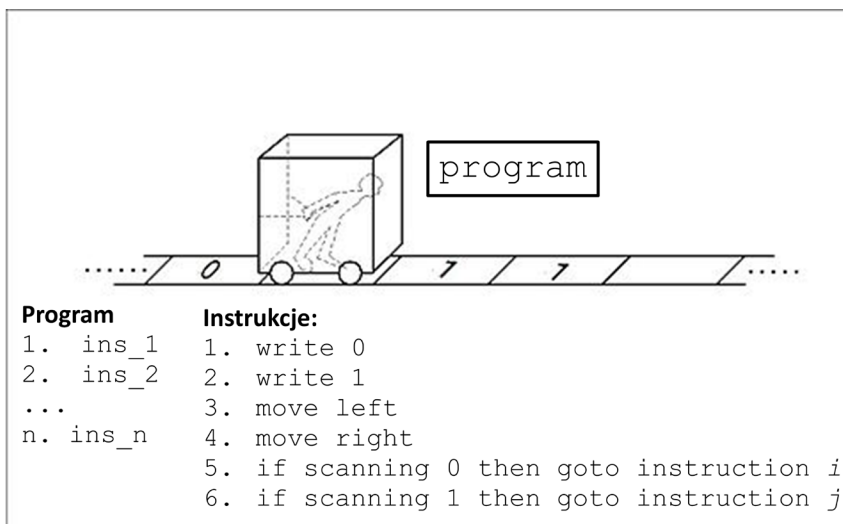 program
...... 0 1 1 .....
Program
1. ins_1
2. ins_2
...
n. ins_n
Instrukcje:
1. write 0
2. write 1
3. move left
4. move right
5. if scanning 0 then goto instruction i
6. if scanning 1 then goto instruction j